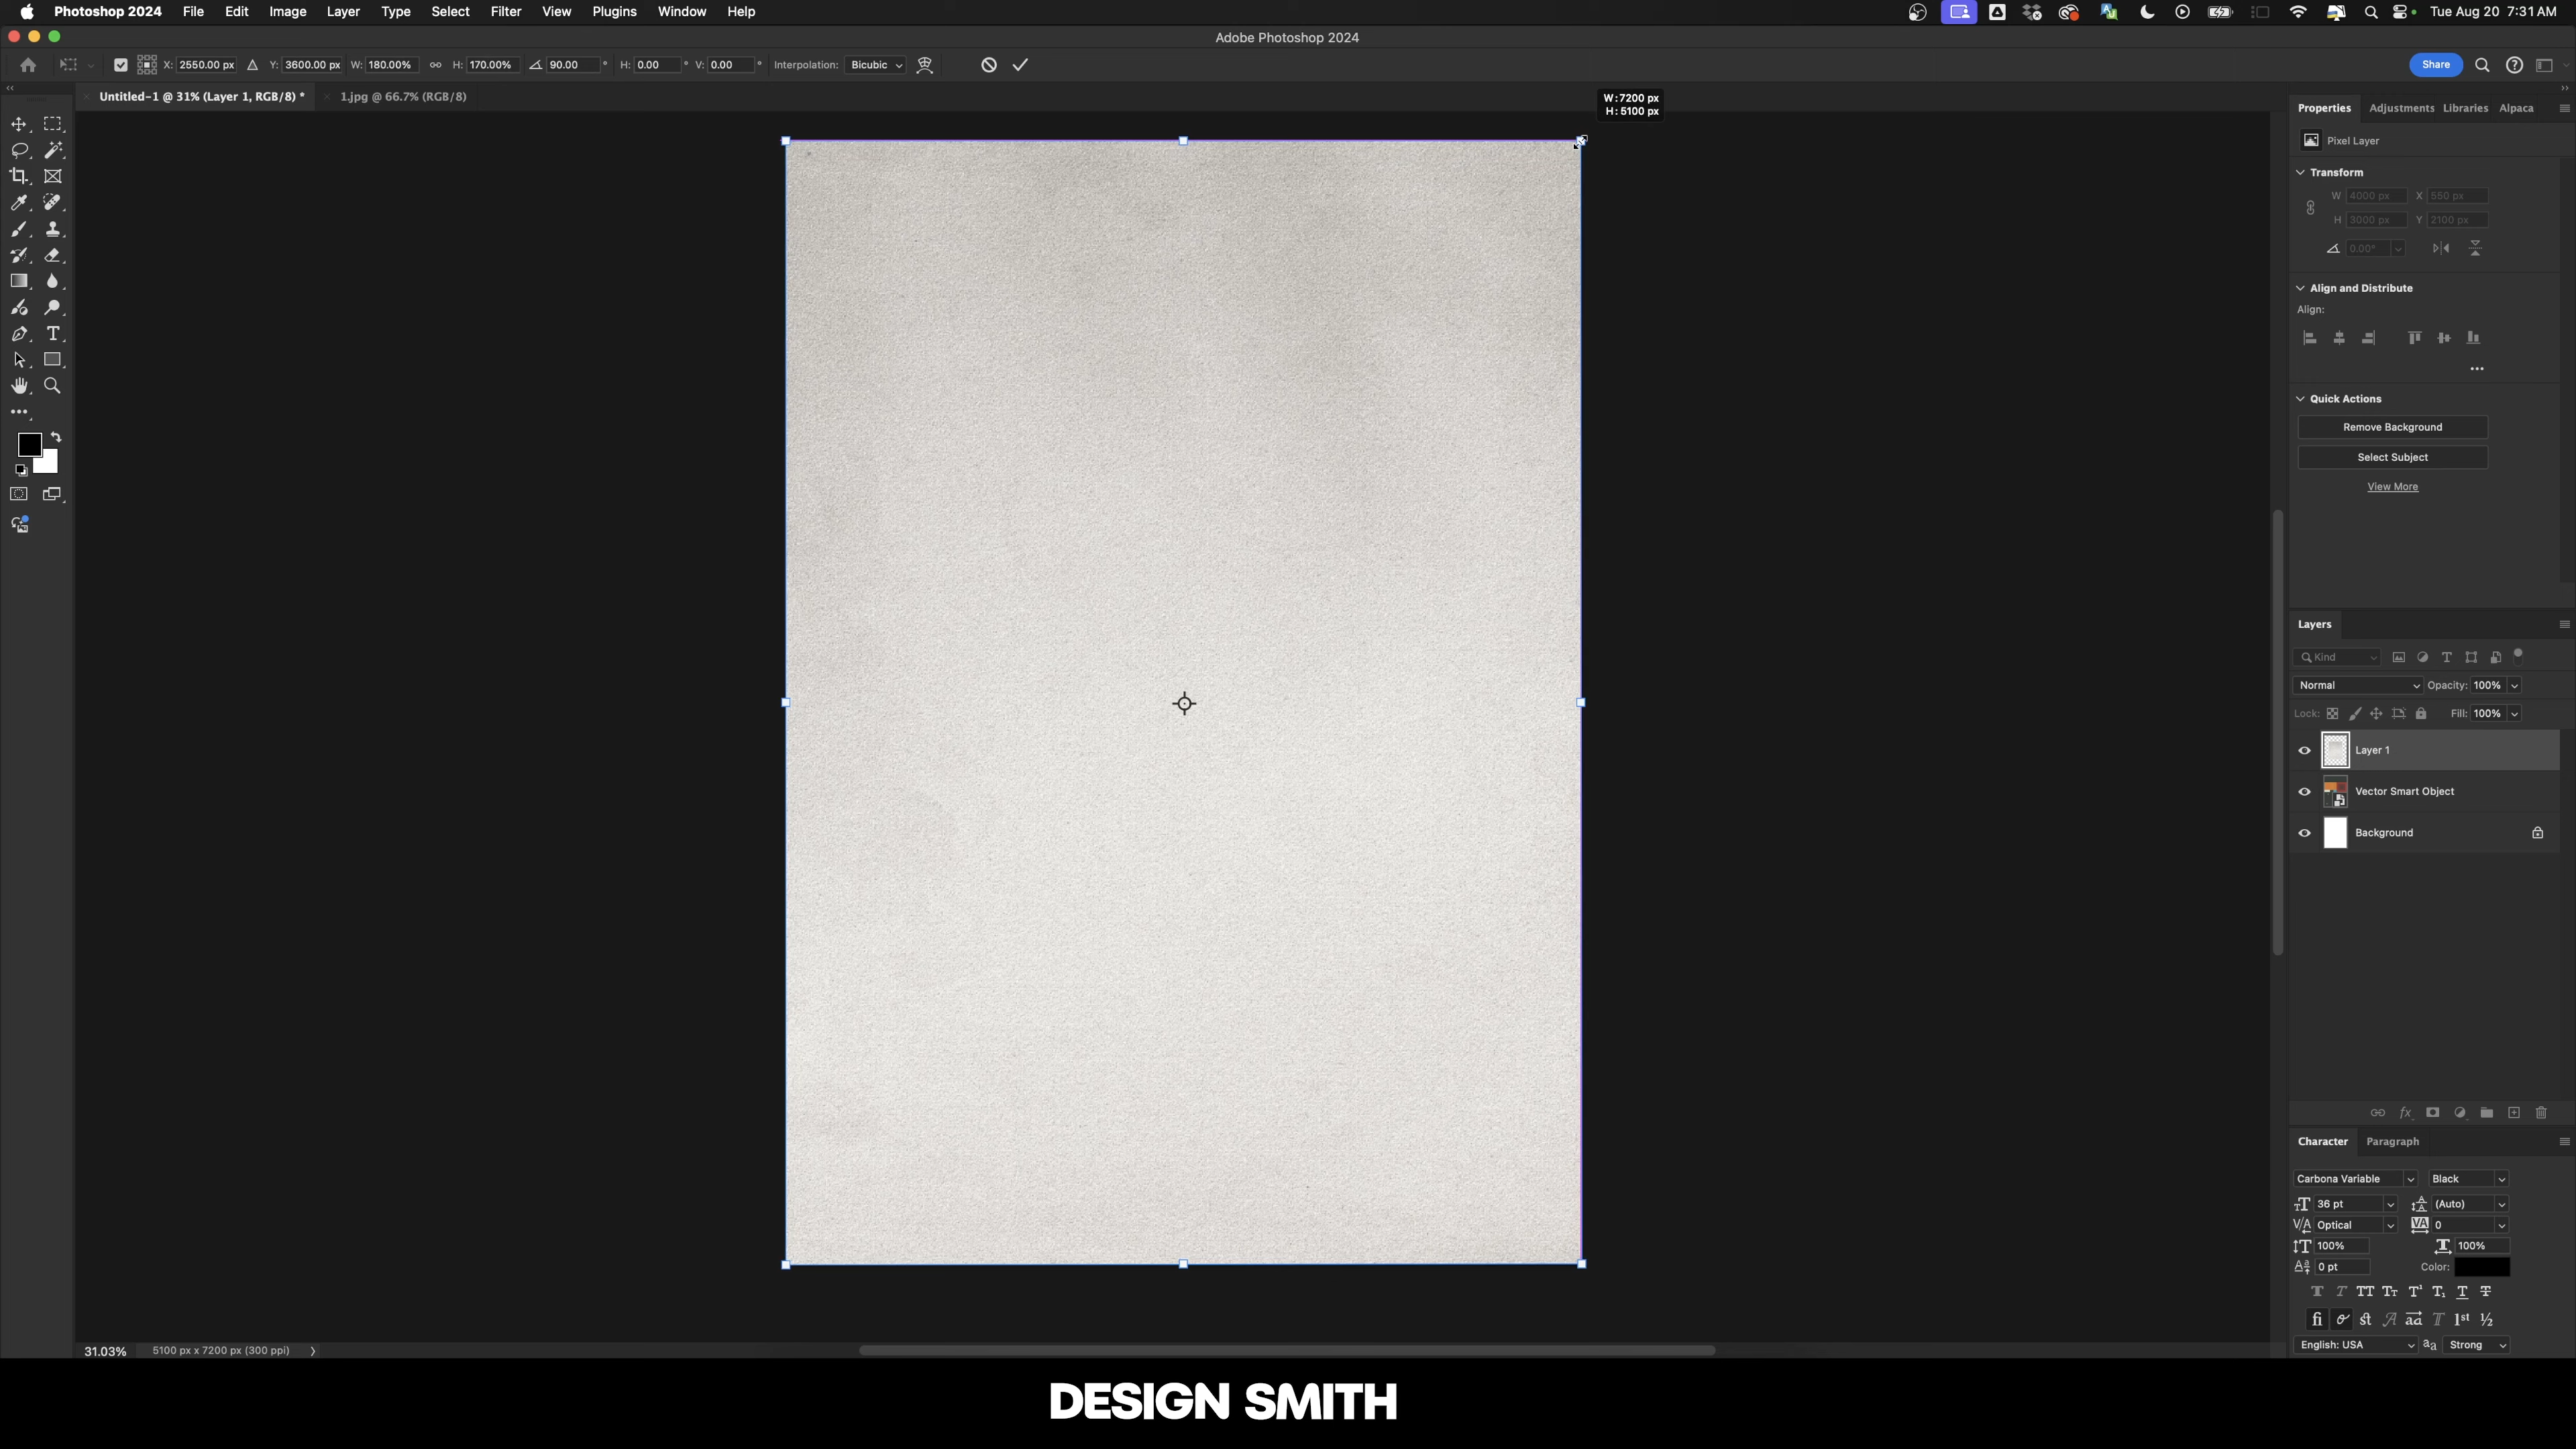 Photoshop 2024 File Edit Image Layer Type Select Filter View Plugins Window Help Tue Aug 20 7:31 AM
Adobe Photoshop 2024
X: 2550.00 px Y: 3600.00 px W: 180.00% H: 170.00% 90.00 ° H: 0.00 ° V: 0.00 ° Interpolation: Bicubic Share
Untitled-1 @ 31% (Layer 1, RGB/8) * 1.jpg @ 66.7% (RGB/8)
W: 7200 px
H: 5100 px
Properties Adjustments Libraries Alpaca
Pixel Layer
Transform
W 4000 px X 550 px
H 3000 px Y 2100 px
0.00°
Align and Distribute
Align:
Quick Actions
Remove Background
Select Subject
View More
Layers
Kind
Normal Opacity: 100%
Lock: Fill: 100%
Layer 1
Vector Smart Object
Background
Character Paragraph
Carbona Variable Black
36 pt (Auto)
Optical 0
100% 100%
0 pt Color:
English: USA Strong
31.03% 5100 px x 7200 px (300 ppi)
DESIGN SMITH